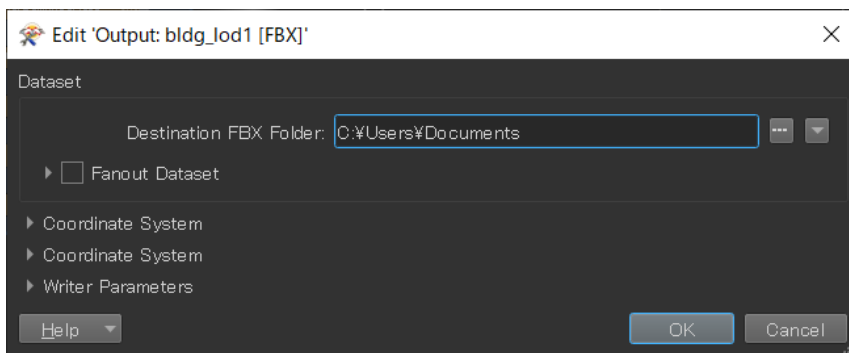 Edit 'Output: bldg_lod1 [FBX]'
Dataset
Destination FBX Folder: C:¥Users¥Documents
Fanout Dataset
Coordinate System
Coordinate System
Writer Parameters
Help OK Cancel